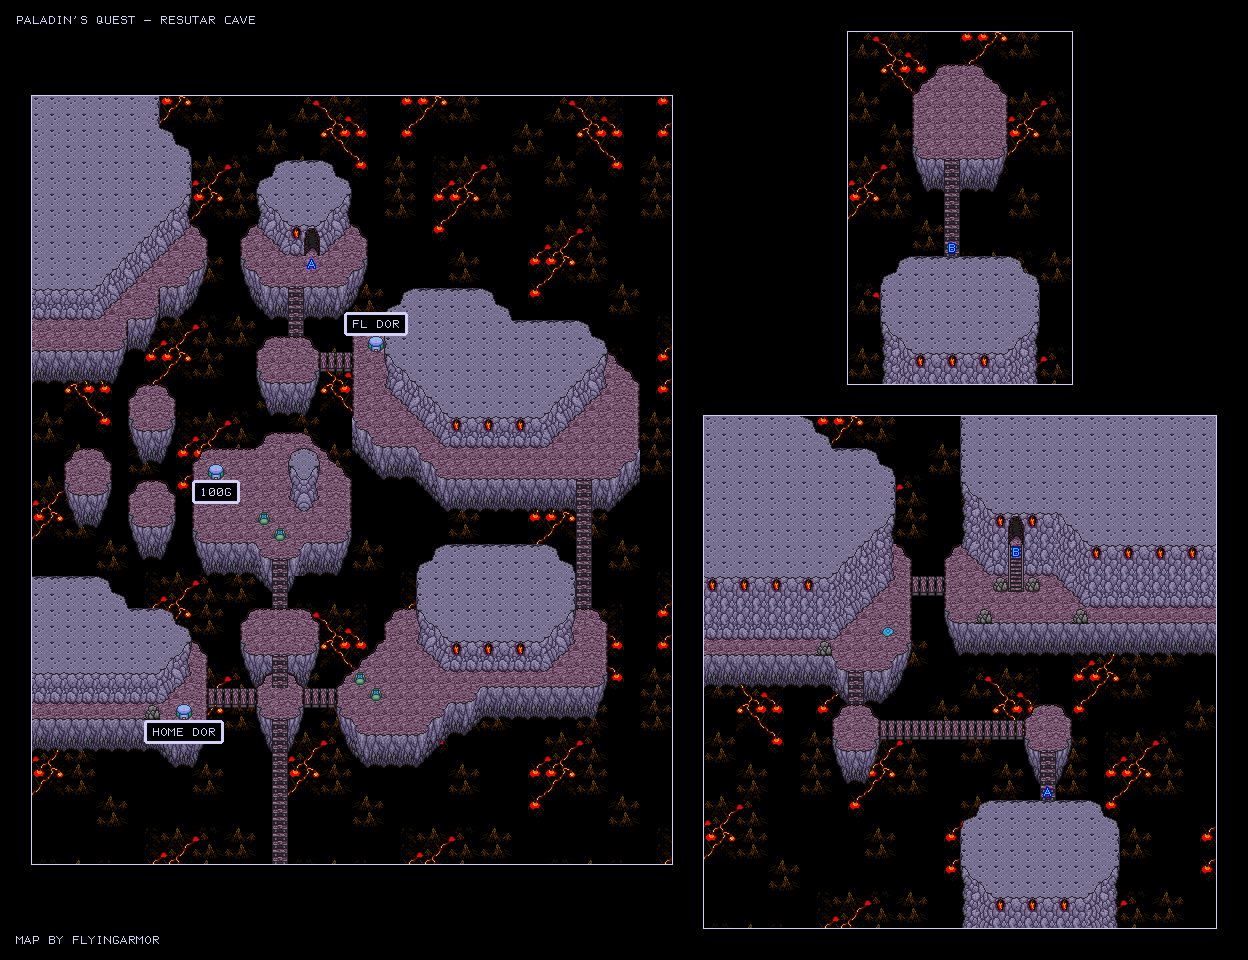 PALADIN'S QUEST – RESUTAR CAVE
B
A
FL DOR
100G
B
HOME DOR
A
MAP BY FLYINGARMOR